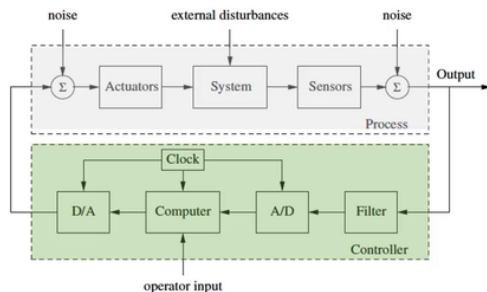 noise
external disturbances
noise
Σ
Actuators
System
Sensors
Σ
Output
Process
Clock
D/A
Computer
A/D
Filter
Controller
operator input